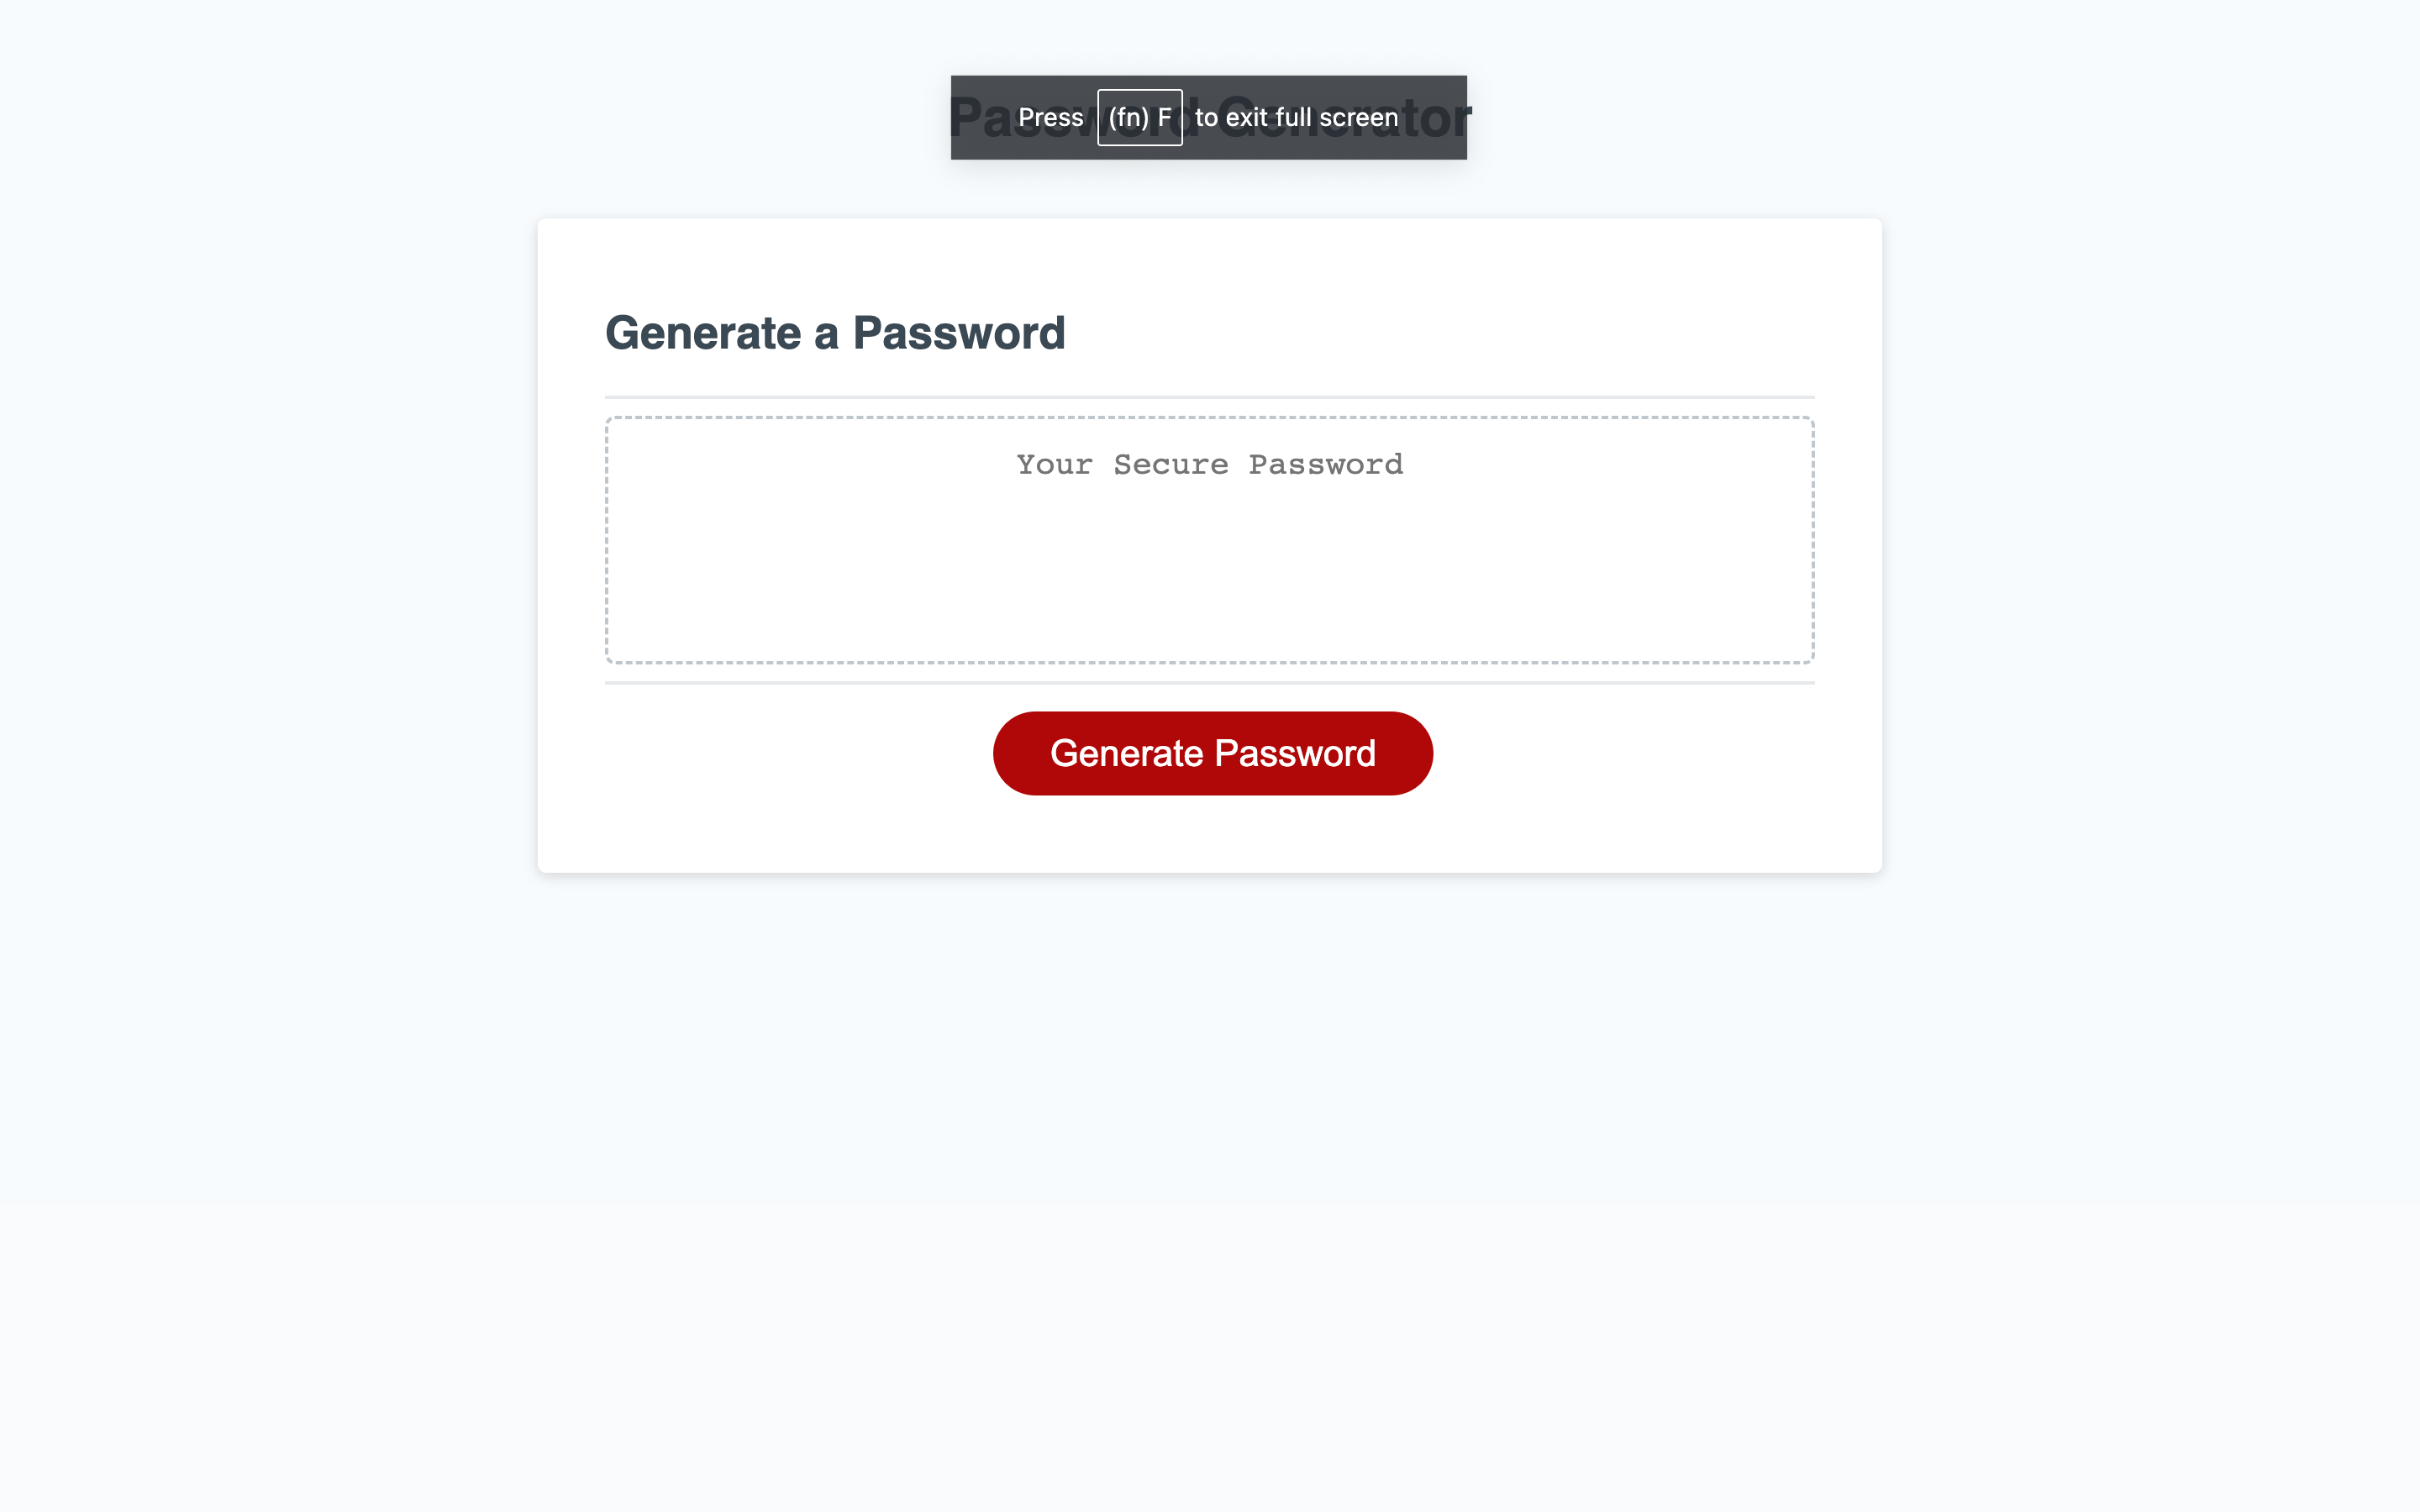 Password Generator
Press (fn) F to exit full screen
Generate a Password
Your Secure Password
Generate Password